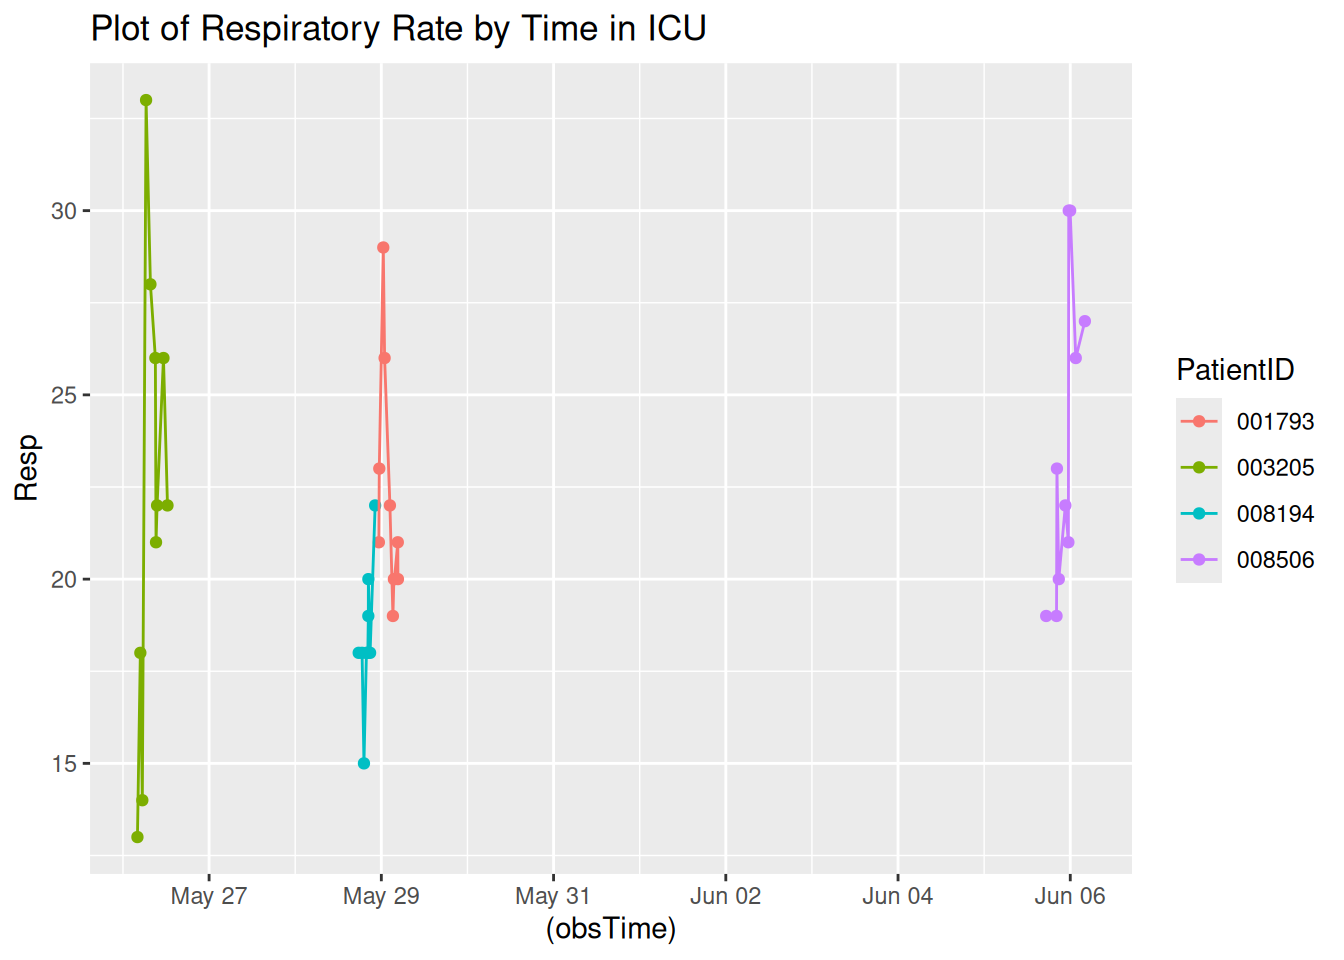 Plot of Respiratory Rate by Time in ICU
30
25
20
15
Resp
May 27
May 29
May 31
Jun 02
Jun 04
Jun 06
(obsTime)
PatientID
001793
003205
008194
008506